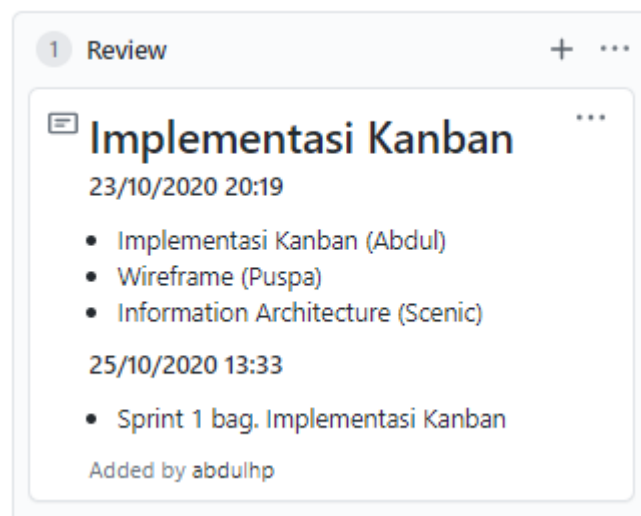 1 Review
Implementasi Kanban
23/10/2020 20:19
Implementasi Kanban (Abdul)
Wireframe (Puspa)
Information Architecture (Scenic)
25/10/2020 13:33
Sprint 1 bag. Implementasi Kanban
Added by abdulhp